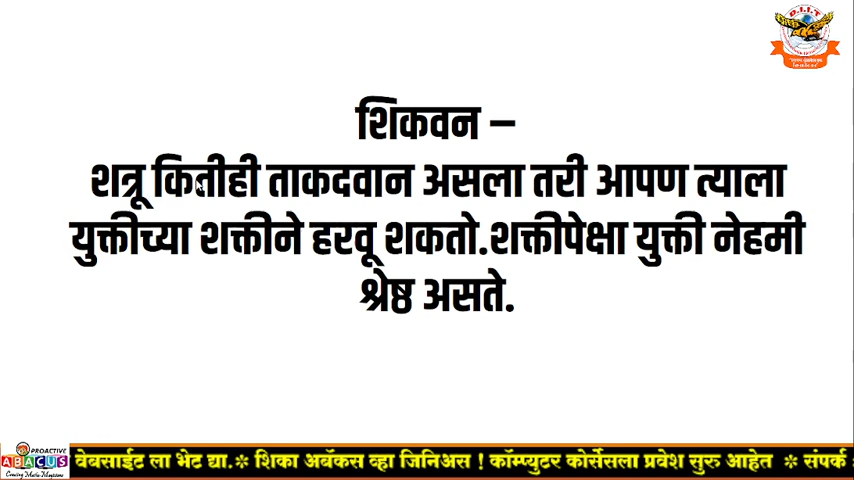 D.I.I.T
शिकवन –
शत्रू कितीही ताकदवान असला तरी आपण त्याला
युक्तीच्या शक्तीने हरवू शकतो.शक्तीपेक्षा युक्ती नेहमी
श्रेष्ठ असते.
PROACTIVE
ABACUS
वेबसाईट ला भेट द्या.* शिका अबॅकस व्हा जिनिअस ! कॉम्प्युटर कोर्सेसला प्रवेश सुरु आहेत * संपर्क